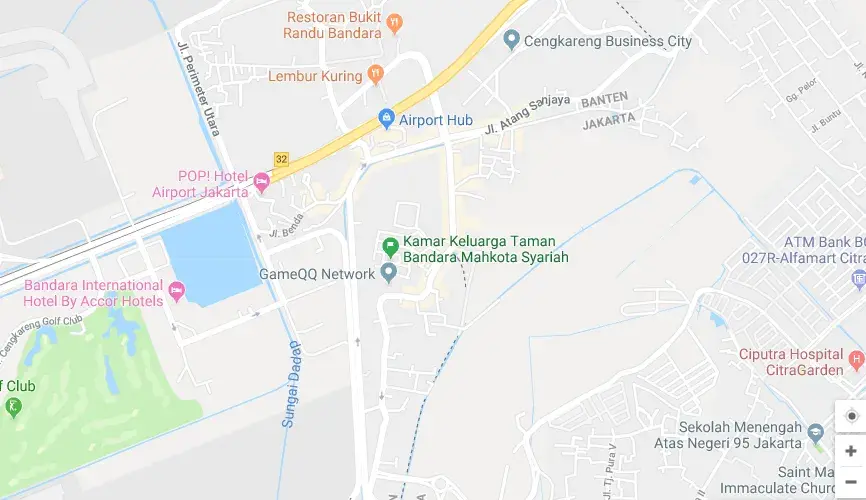 Restoran Bukit
Randu Bandara
Cengkareng Business City
Jl. Perimeter Utara
Lembur Kuring
Gg. Pelor
Jl. Buntu
Airport Hub
Jl. Atang Sanjaya
BANTEN
JAKARTA
32
POP! Hotel
Airport Jakarta
Jl. Benda
Kamar Keluarga Taman
Bandara Mahkota Syariah
GameQQ Network
ATM Bank BC
027R-Alfamart Citra
Bandara International
Hotel By Accor Hotels
Cengkareng Golf Club
Sungai Dadap
Ciputra Hospital
CitraGarden
H
f Club
Sekolah Menengah
Atas Negeri 95 Jakarta
Jl. Tj. Pura V
Saint Ma
Immaculate Churc